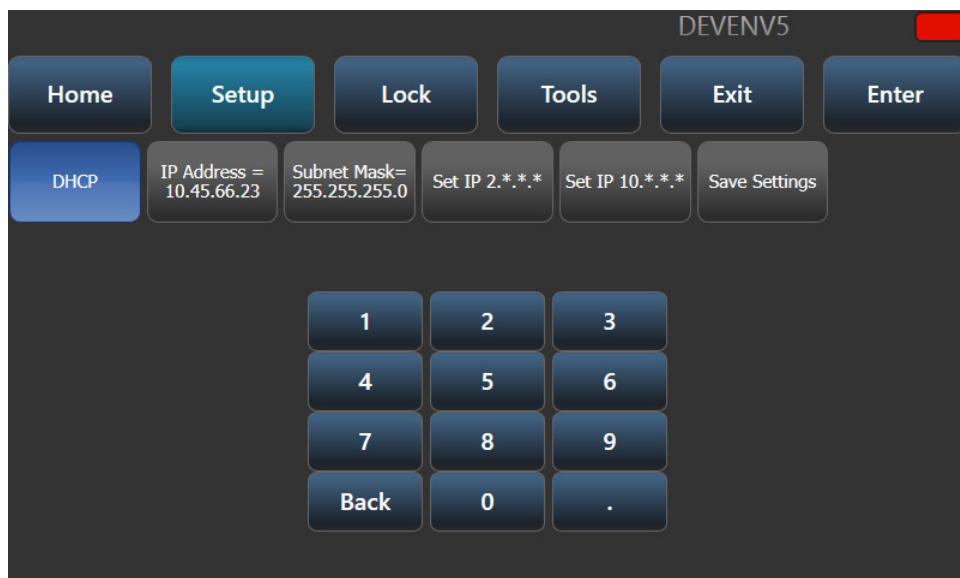 DEVENV5
Home Setup Lock Tools Exit Enter
DHCP
IP Address =
10.45.66.23
Subnet Mask=
255.255.255.0
Set IP 2.*.*.*
Set IP 10.*.*.*
Save Settings
1 2 3
4 5 6
7 8 9
Back 0 .